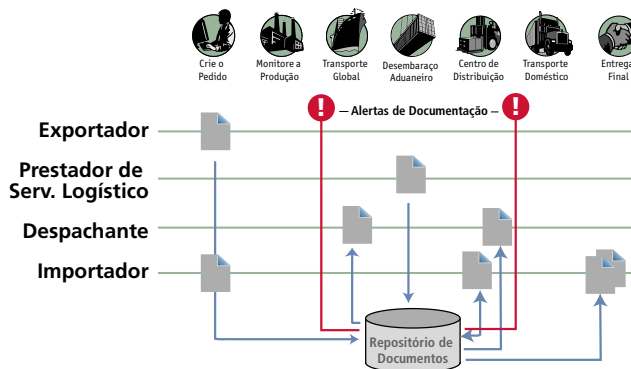 Crie o
Pedido
Monitore a
Produção
Transporte
Global
Desembaraço
Aduaneiro
Centro de
Distribuição
Transporte
Doméstico
Entrega
Final
! — Alertas de Documentação — !
Exportador
Prestador de
Serv. Logístico
Despachante
Importador
Repositório de
Documentos